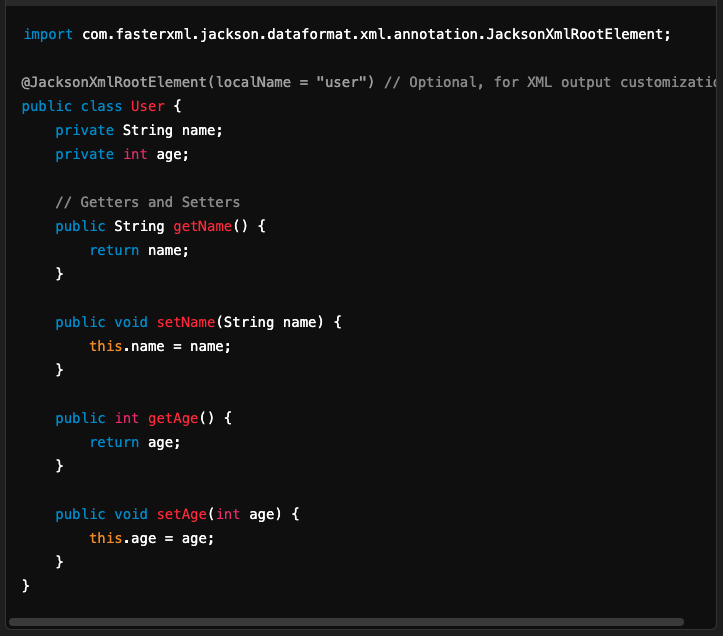 import com.fasterxml.jackson.dataformat.xml.annotation.JacksonXmlRootElement;
@JacksonXmlRootElement(localName = "user") // Optional, for XML output customizatio
public class User {
private String name;
private int age;
// Getters and Setters
public String getName() {
return name;
}
public void setName(String name) {
this.name = name;
}
public int getAge() {
return age;
}
public void setAge(int age) {
this.age = age;
}
}